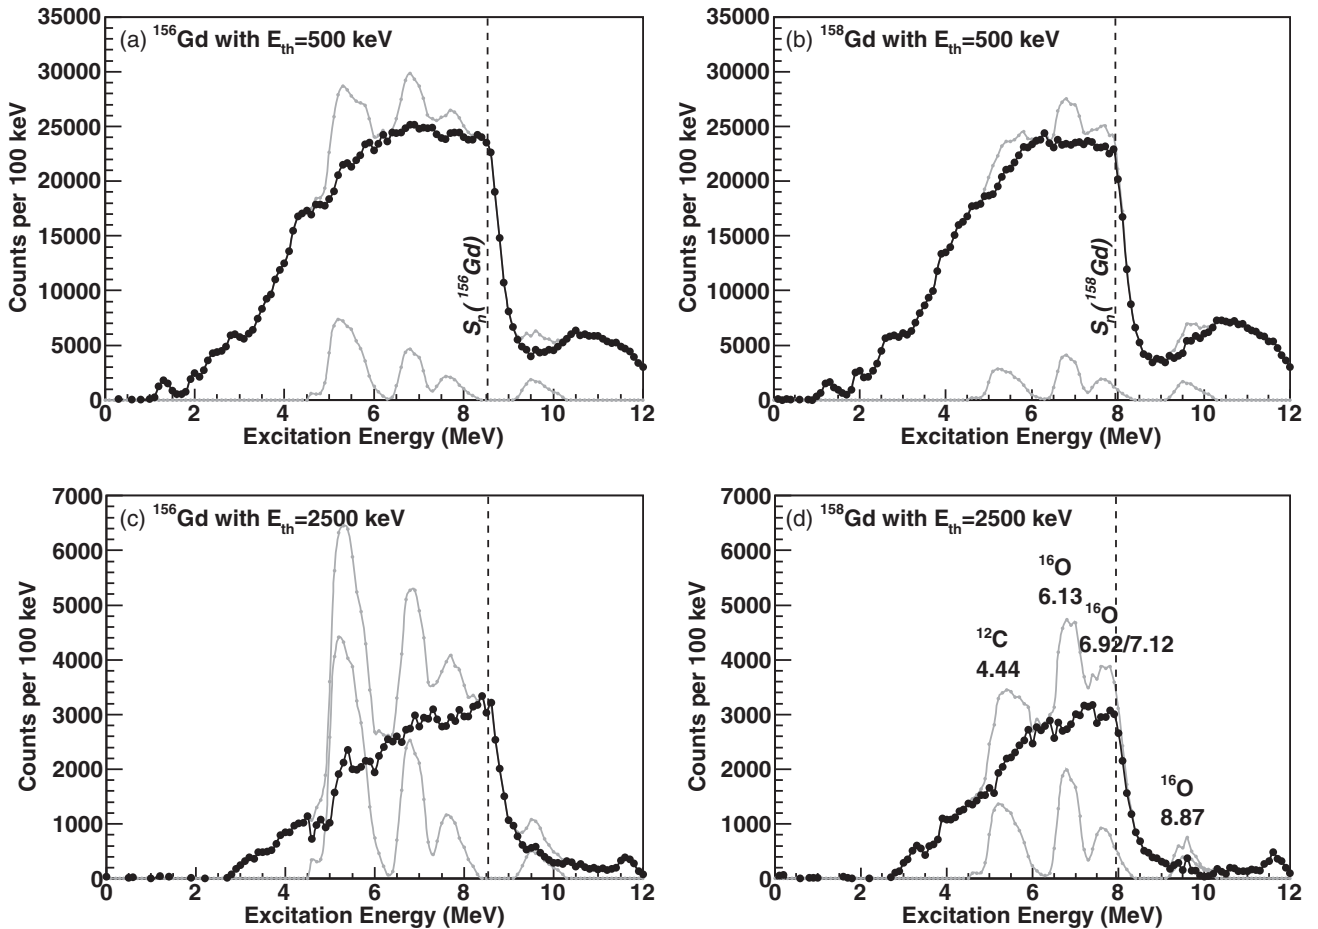 (a) ¹⁵⁶Gd with Eₜₕ=500 keV
35000
30000
25000
20000
15000
10000
5000
0
Counts per 100 keV
Sₙ(¹⁵⁶Gd)
0 2 4 6 8 10 12
Excitation Energy (MeV)
(b) ¹⁵⁸Gd with Eₜₕ=500 keV
35000
30000
25000
20000
15000
10000
5000
0
Counts per 100 keV
Sₙ(¹⁵⁸Gd)
0 2 4 6 8 10 12
Excitation Energy (MeV)
(c) ¹⁵⁶Gd with Eₜₕ=2500 keV
7000
6000
5000
4000
3000
2000
1000
0
Counts per 100 keV
0 2 4 6 8 10 12
Excitation Energy (MeV)
(d) ¹⁵⁸Gd with Eₜₕ=2500 keV
7000
6000
5000
4000
3000
2000
1000
0
Counts per 100 keV
¹²C
4.44
¹⁶O
6.13
¹⁶O
6.92/7.12
¹⁶O
8.87
0 2 4 6 8 10 12
Excitation Energy (MeV)